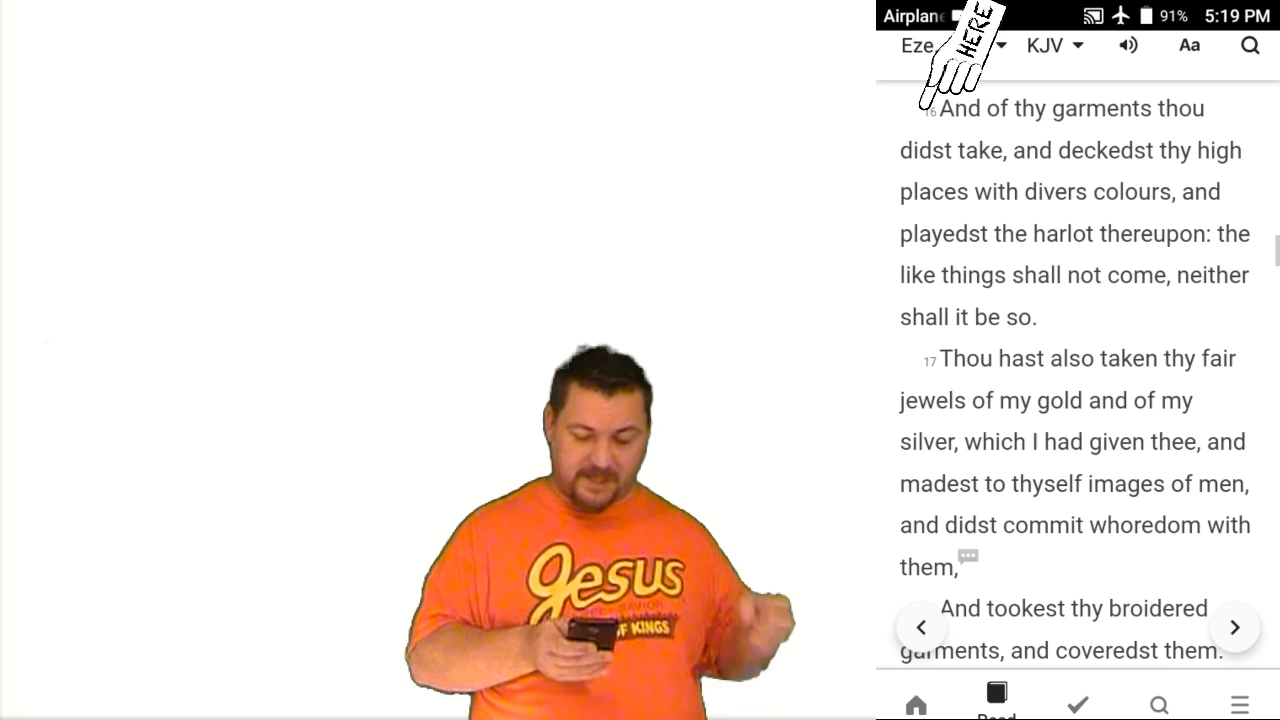 Airplan
91%
5:19 PM
HERE
Eze
KJV
Aa
16 And of thy garments thou
didst take, and deckedst thy high
places with divers colours, and
playedst the harlot thereupon: the
like things shall not come, neither
shall it be so.
17 Thou hast also taken thy fair
jewels of my gold and of my
silver, which I had given thee, and
madest to thyself images of men,
and didst commit whoredom with
them,
And tookest thy broidered
garments, and coveredst them:
Read
Jesus
SAVIOR
OF KINGS